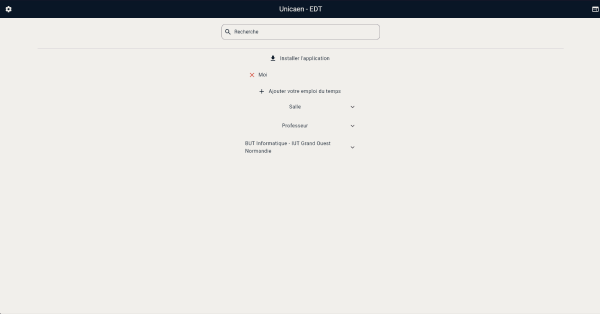 Unicaen - EDT
Recherche
Installer l'application
Moi
Ajouter votre emploi du temps
Salle
Professeur
BUT Informatique - IUT Grand Ouest
Normandie